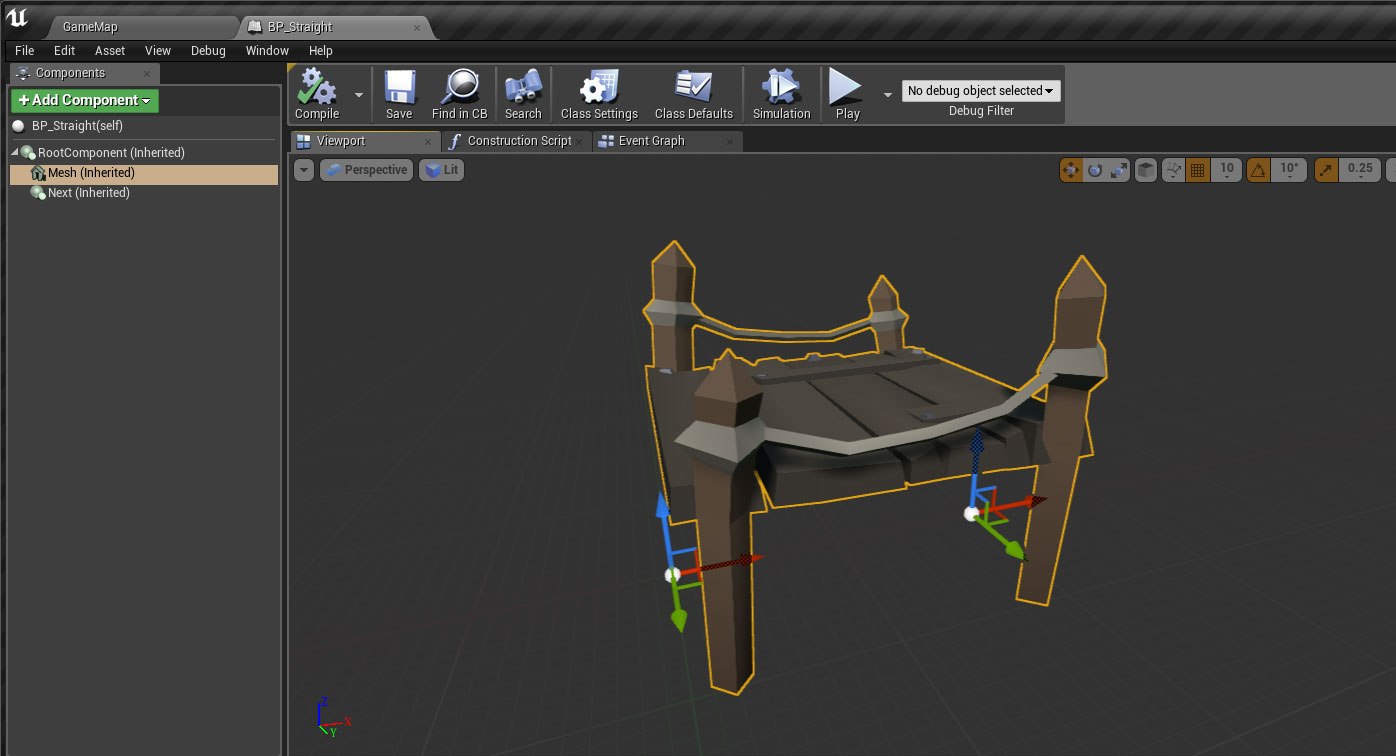 GameMap
BP_Straight
File Edit Asset View Debug Window Help
Components
Add Component
Compile
Save
Find in CB
Search
Class Settings
Class Defaults
Simulation
Play
No debug object selected
Debug Filter
BP_Straight(self)
RootComponent (Inherited)
Mesh (Inherited)
Next (Inherited)
Viewport
Construction Script
Event Graph
Perspective
Lit
10
10°
0.25
Z
X
Y